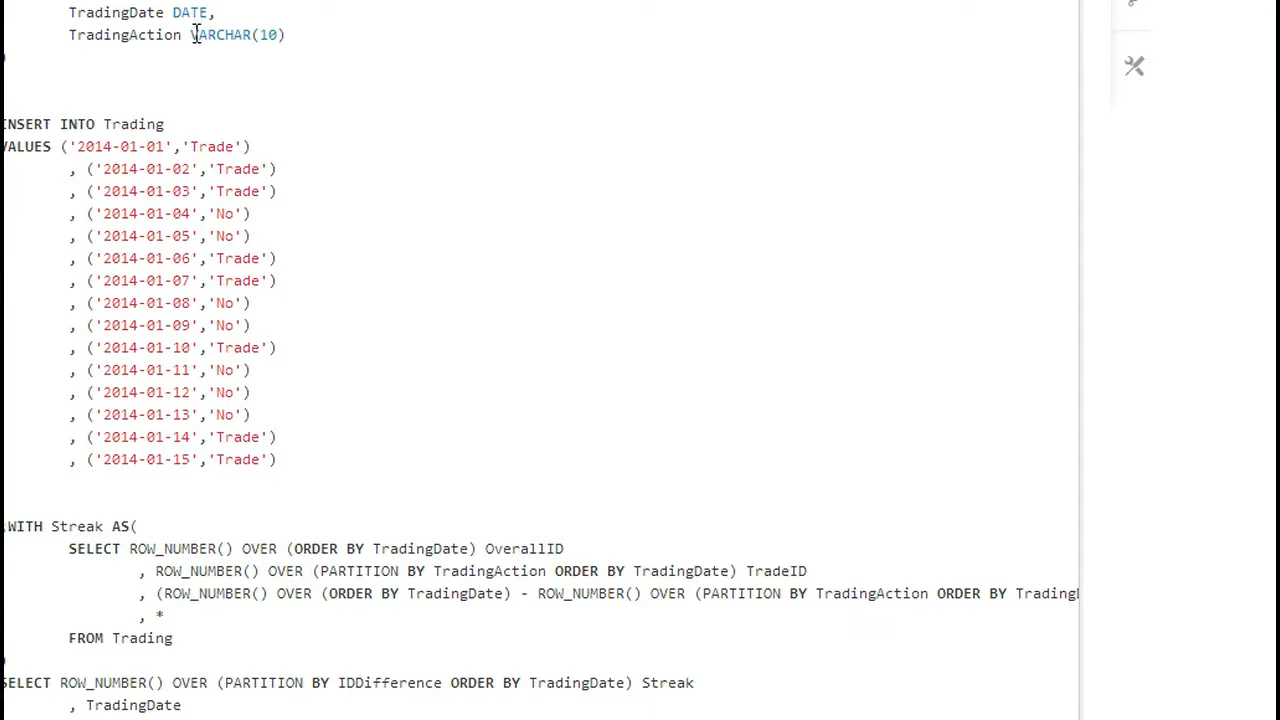 TradingDate DATE,
TradingAction VARCHAR(10)
)
INSERT INTO Trading
VALUES ('2014-01-01','Trade')
, ('2014-01-02','Trade')
, ('2014-01-03','Trade')
, ('2014-01-04','No')
, ('2014-01-05','No')
, ('2014-01-06','Trade')
, ('2014-01-07','Trade')
, ('2014-01-08','No')
, ('2014-01-09','No')
, ('2014-01-10','Trade')
, ('2014-01-11','No')
, ('2014-01-12','No')
, ('2014-01-13','No')
, ('2014-01-14','Trade')
, ('2014-01-15','Trade')
;WITH Streak AS(
SELECT ROW_NUMBER() OVER (ORDER BY TradingDate) OverallID
, ROW_NUMBER() OVER (PARTITION BY TradingAction ORDER BY TradingDate) TradeID
, (ROW_NUMBER() OVER (ORDER BY TradingDate) - ROW_NUMBER() OVER (PARTITION BY TradingAction ORDER BY Trading
, *
FROM Trading
)
SELECT ROW_NUMBER() OVER (PARTITION BY IDDifference ORDER BY TradingDate) Streak
, TradingDate